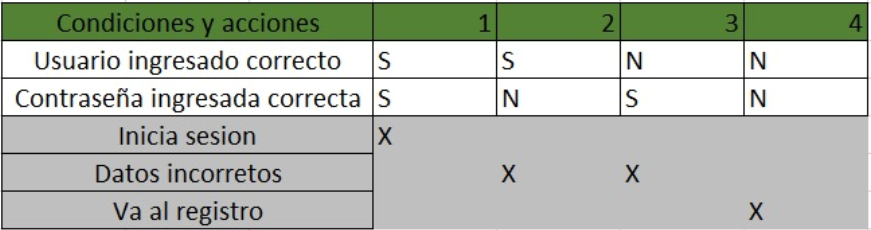 Condiciones y acciones 1 2 3 4
Usuario ingresado correcto S S N N
Contraseña ingresada correcta S N S N
Inicia sesion X
Datos incorretos X X
Va al registro X